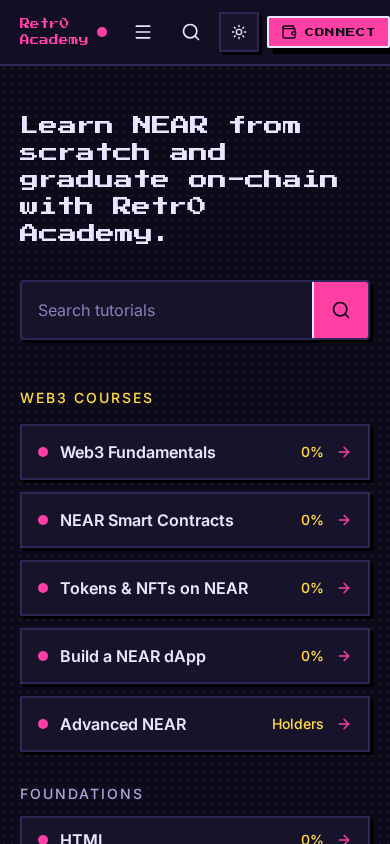 Retr0
Academy
CONNECT
Learn NEAR from
scratch and
graduate on-chain
with Retr0
Academy.
Search tutorials
WEB3 COURSES
Web3 Fundamentals 0%
NEAR Smart Contracts 0%
Tokens & NFTs on NEAR 0%
Build a NEAR dApp 0%
Advanced NEAR Holders
FOUNDATIONS
HTML 0%